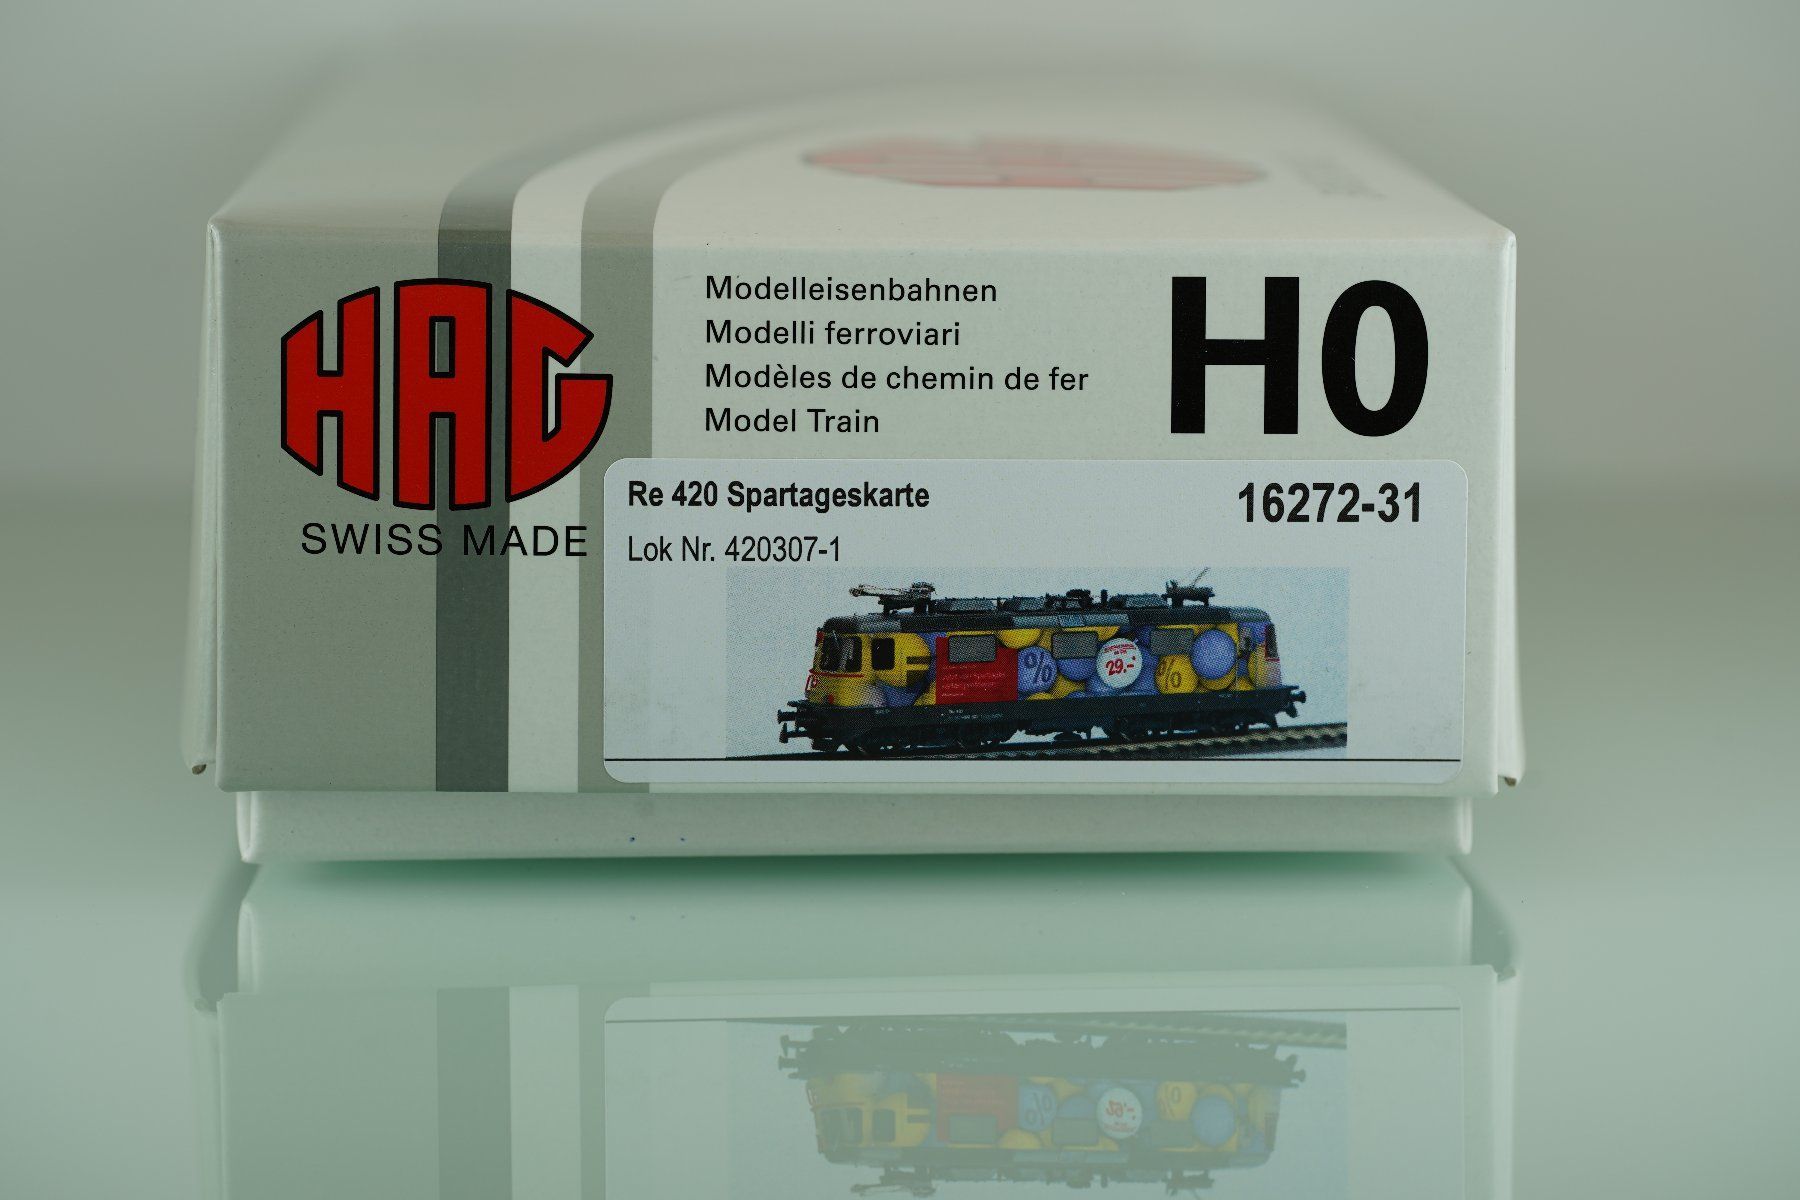 HAG
SWISS MADE
Modelleisenbahnen
Modelli ferroviari
Modèles de chemin de fer
Model Train
H0
Re 420 Spartageskarte
16272-31
Lok Nr. 420307-1
%
29.-
%